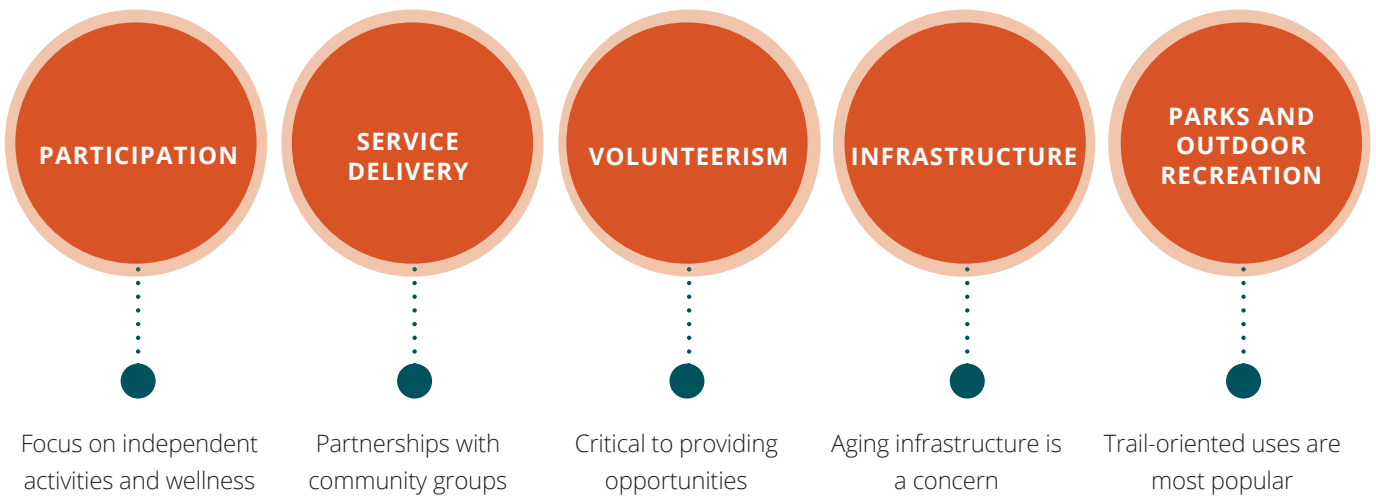 PARTICIPATION
SERVICE
DELIVERY
VOLUNTEERISM
INFRASTRUCTURE
PARKS AND
OUTDOOR
RECREATION
Focus on independent
activities and wellness
Partnerships with
community groups
Critical to providing
opportunities
Aging infrastructure is
a concern
Trail-oriented uses are
most popular